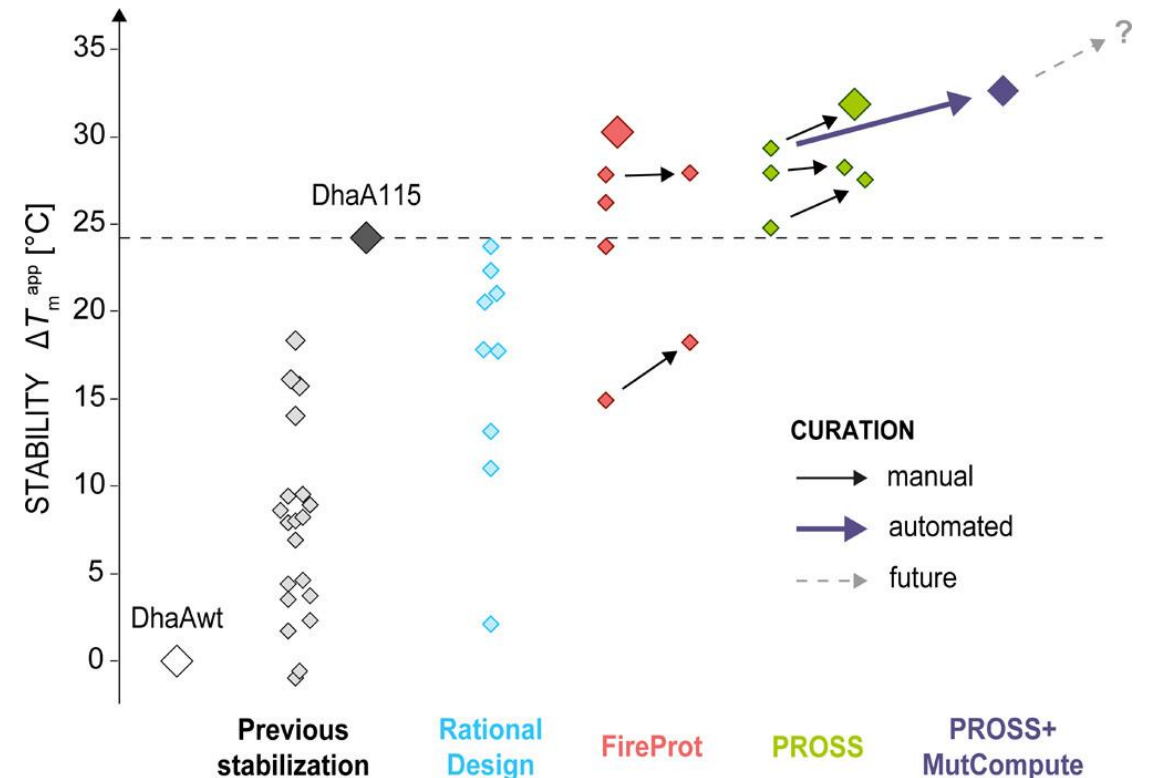 ?
35
30
25
20
15
10
5
0
STABILITY ΔTₘᵃᵖᵖ [°C]
DhaA115
DhaAwt
CURATION
manual
automated
future
Previous
stabilization
Rational
Design
FireProt
PROSS
PROSS+
MutCompute